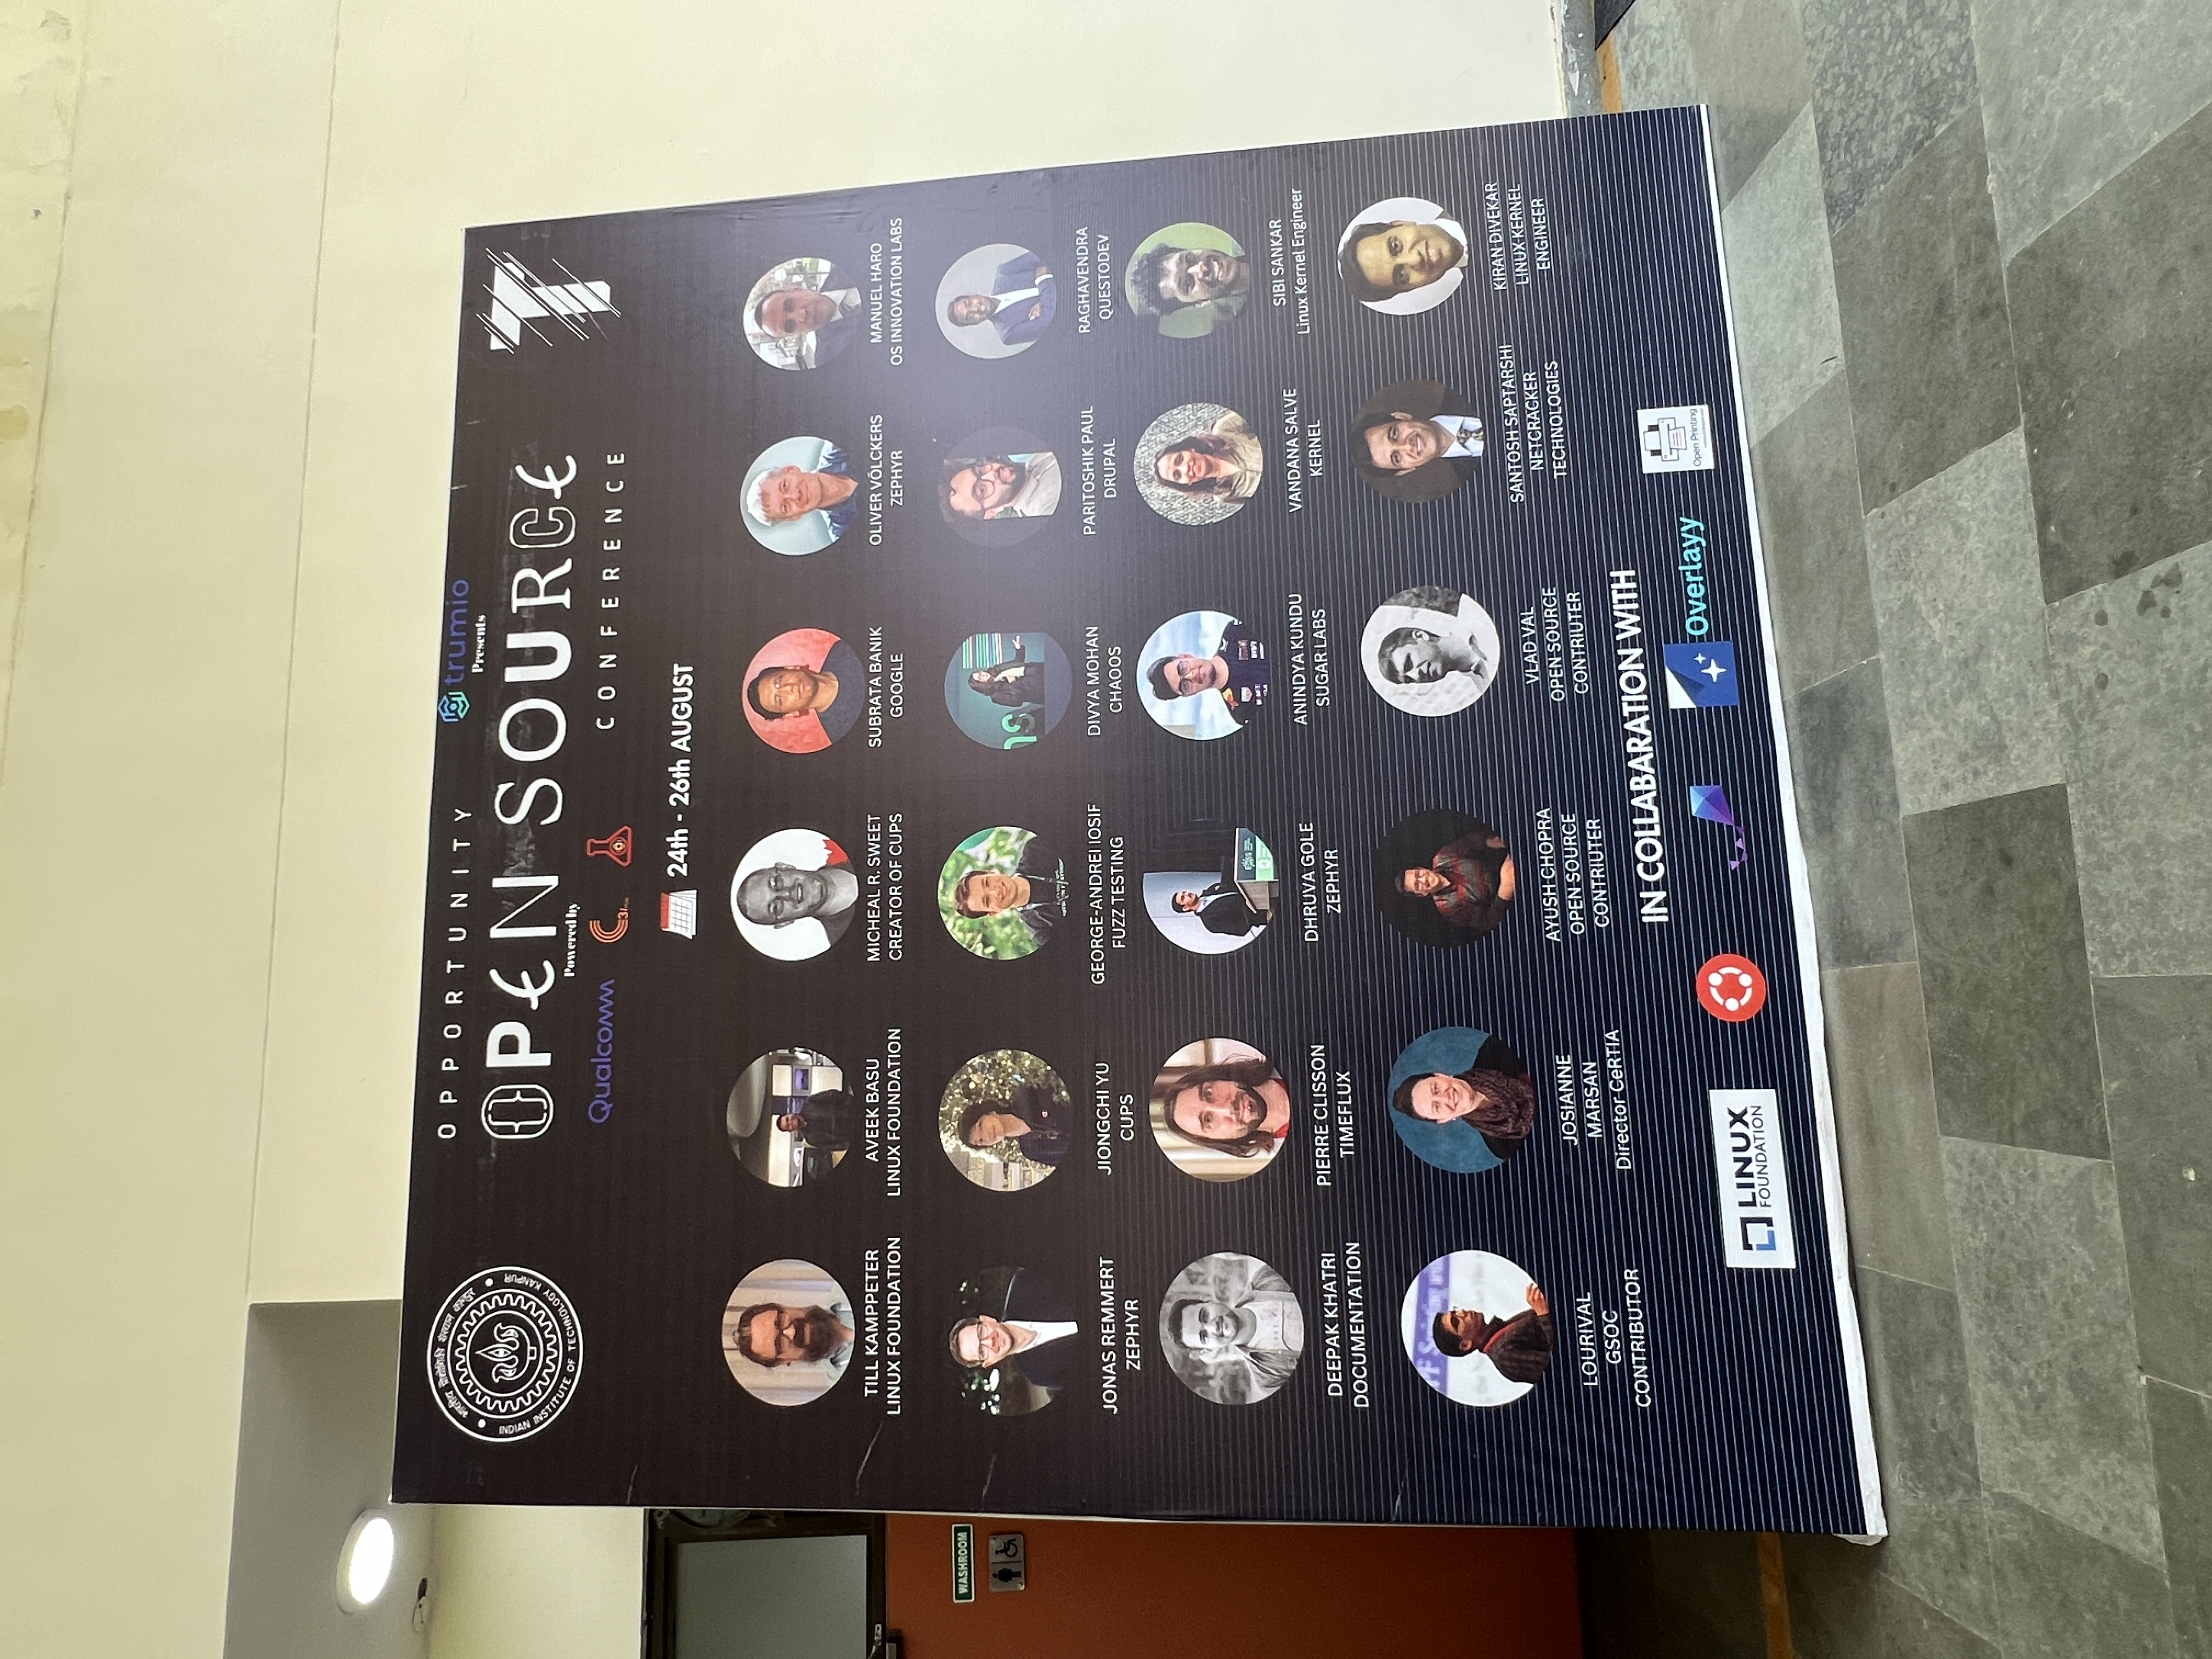 भारतीय प्रौद्योगिकी संस्थान कानपुर
INDIAN INSTITUTE OF TECHNOLOGY KANPUR
OPPORTUNITY
trumio
Presents
OPEN SOURCE
Powered by
Qualcomm
C3i
CONFERENCE
24th - 26th AUGUST
TILL KAMPPETER
LINUX FOUNDATION
AVEEK BASU
LINUX FOUNDATION
MICHEAL R. SWEET
CREATOR OF CUPS
SUBRATA BANIK
GOOGLE
OLIVER VÖLCKERS
ZEPHYR
MANUEL HARO
OS INNOVATION LABS
WASHROOM
ns
JONAS REMMERT
ZEPHYR
JIONGCHI YU
CUPS
GEORGE-ANDREI IOSIF
FUZZ TESTING
DIVYA MOHAN
CHAOOS
PARITOSHIK PAUL
DRUPAL
RAGHAVENDRA
QUESTODEV
DEEPAK KHATRI
DOCUMENTATION
PIERRE CLISSON
TIMEFLUX
DHRUVA GOLE
ZEPHYR
ANINDYA KUNDU
SUGAR LABS
VANDANA SALVE
KERNEL
SIBI SANKAR
Linux Kernel Engineer
LOURIVAL
GSOC
CONTRIBUTOR
JOSIANNE
MARSAN
Director CeRTIA
AYUSH CHOPRA
OPEN SOURCE
CONTRIUTER
VLAD VAL
OPEN SOURCE
CONTRIUTER
SANTOSH SAPTARSHI
NETCRACKER
TECHNOLOGIES
KIRAN DIVEKAR
LINUX KERNEL
ENGINEER
IN COLLABARATION WITH
LINUX
FOUNDATION
Overlayy
Open Printing